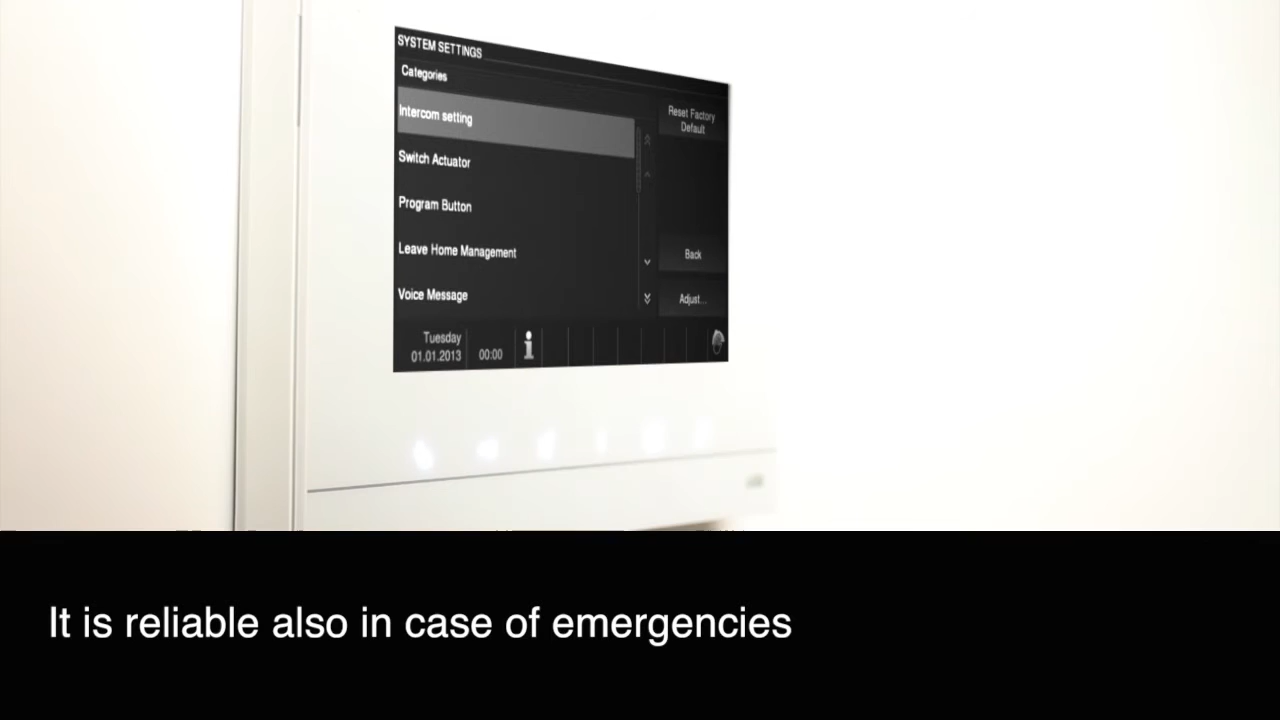 SYSTEM SETTINGS
Categories
Intercom setting
Switch Actuator
Program Button
Leave Home Management
Voice Message
Reset Factory
Default
Back
Adjust...
Tuesday
01.01.2013
00:00
It is reliable also in case of emergencies